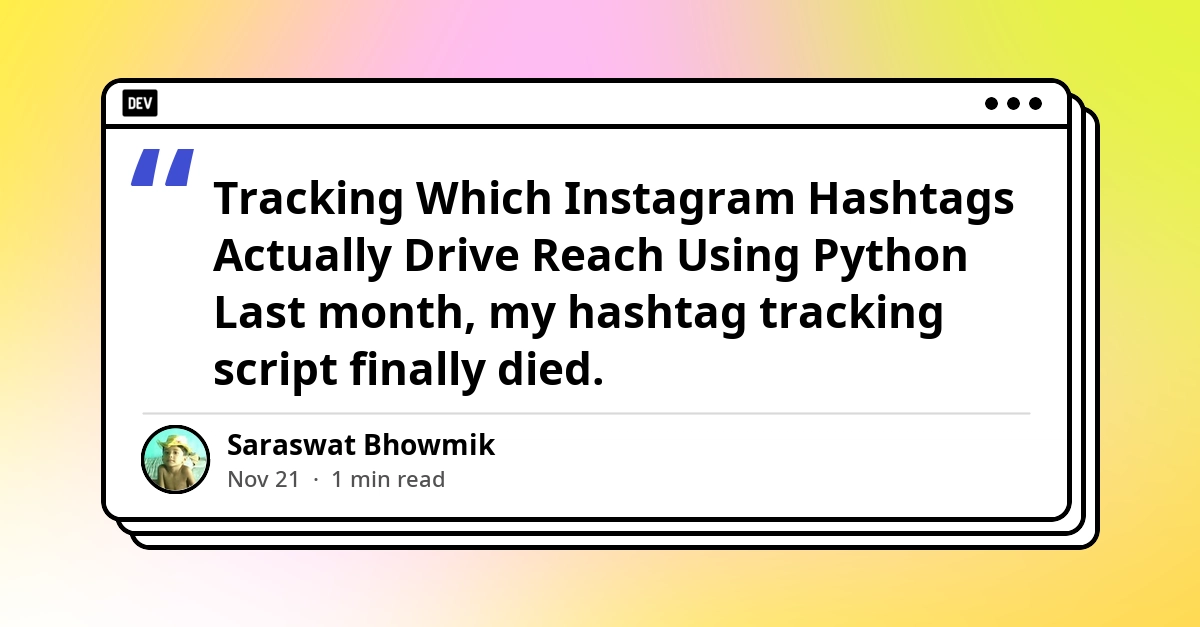 DEV
“
Tracking Which Instagram Hashtags
Actually Drive Reach Using Python
Last month, my hashtag tracking
script finally died.
Saraswat Bhowmik
Nov 21 · 1 min read